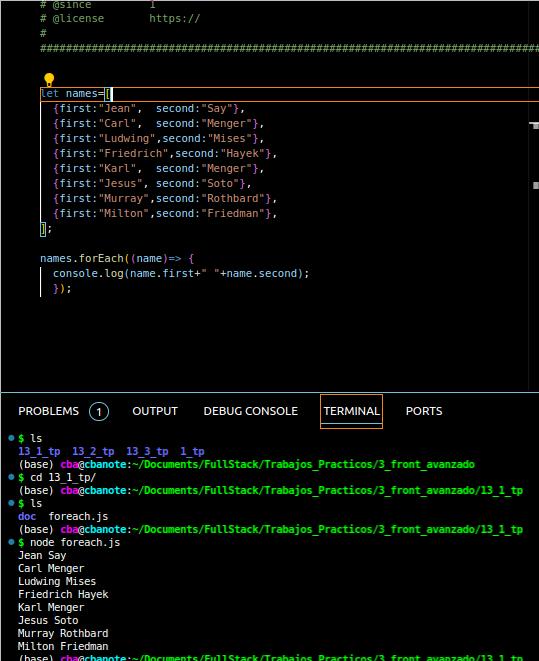 # @since        1
# @license      https://
#
################################################################################
let names=[
  {first:"Jean",  second:"Say"},
  {first:"Carl",  second:"Menger"},
  {first:"Ludwing",second:"Mises"},
  {first:"Friedrich",second:"Hayek"},
  {first:"Karl",  second:"Menger"},
  {first:"Jesus", second:"Soto"},
  {first:"Murray",second:"Rothbard"},
  {first:"Milton",second:"Friedman"},
];
names.forEach((name)=> {
  console.log(name.first+" "+name.second);
  });
PROBLEMS 1 OUTPUT DEBUG CONSOLE TERMINAL PORTS
$ ls
13_1_tp  13_2_tp  13_3_tp  1_tp
(base) cba@cbanote:~/Documents/FullStack/Trabajos_Practicos/3_front_avanzado
$ cd 13_1_tp/
(base) cba@cbanote:~/Documents/FullStack/Trabajos_Practicos/3_front_avanzado/13_1_tp
$ ls
doc  foreach.js
(base) cba@cbanote:~/Documents/FullStack/Trabajos_Practicos/3_front_avanzado/13_1_tp
$ node foreach.js
Jean Say
Carl Menger
Ludwing Mises
Friedrich Hayek
Karl Menger
Jesus Soto
Murray Rothbard
Milton Friedman
(base) cba@cbanote:~/Documents/FullStack/Trabajos_Practicos/3_front_avanzado/13_1_tp